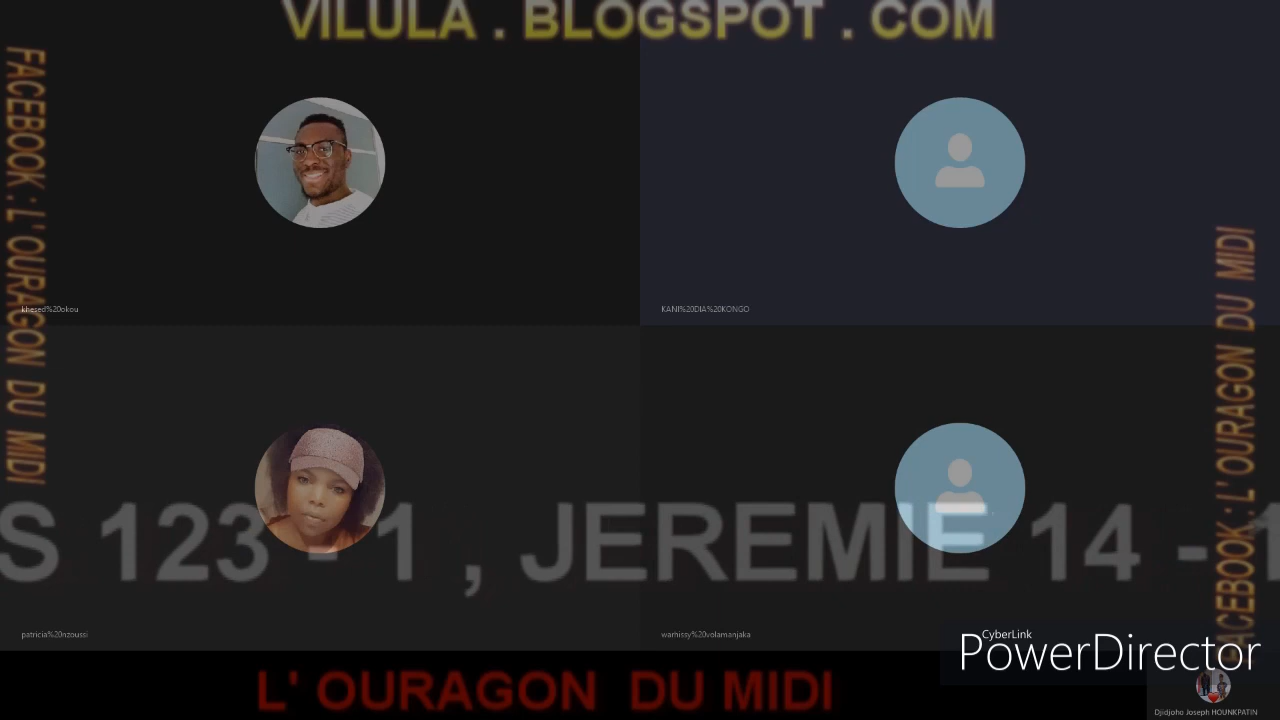 VILULA . BLOGSPOT . COM
FACEBOOK : L' OURAGON DU MIDI
khesed%20okou
KANI%20DIA%20KONGO
FACEBOOK : L' OURAGON DU MIDI
S 123 - 1 , JEREMIE 14 - 1
patricia%20nzoussi
warhissy%20volamanjaka
CyberLink
PowerDirector
L' OURAGON DU MIDI
Djidjoho Joseph HOUNKPATIN